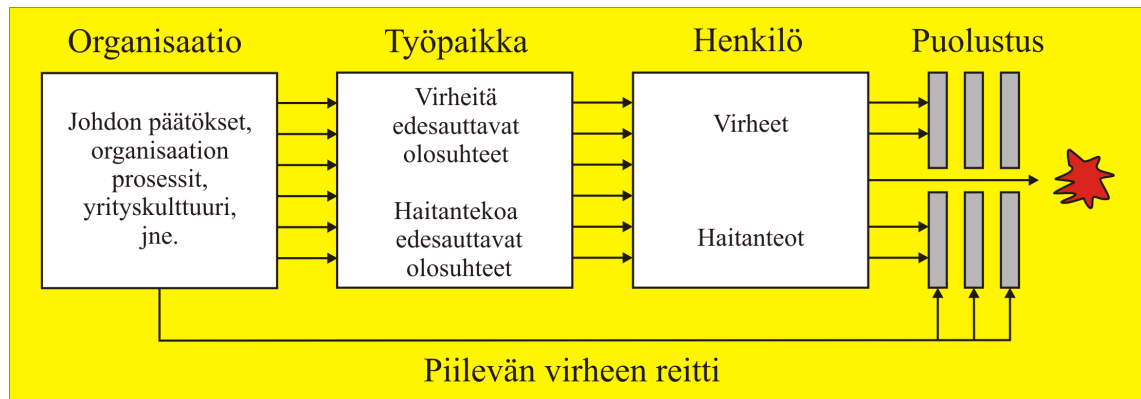 Organisaatio
Työpaikka
Henkilö
Puolustus
Johdon päätökset,
organisaation
prosessit,
yrityskulttuuri,
jne.
Virheitä
edesauttavat
olosuhteet
Haitantekoa
edesauttavat
olosuhteet
Virheet
Haitanteot
Piilevän virheen reitti